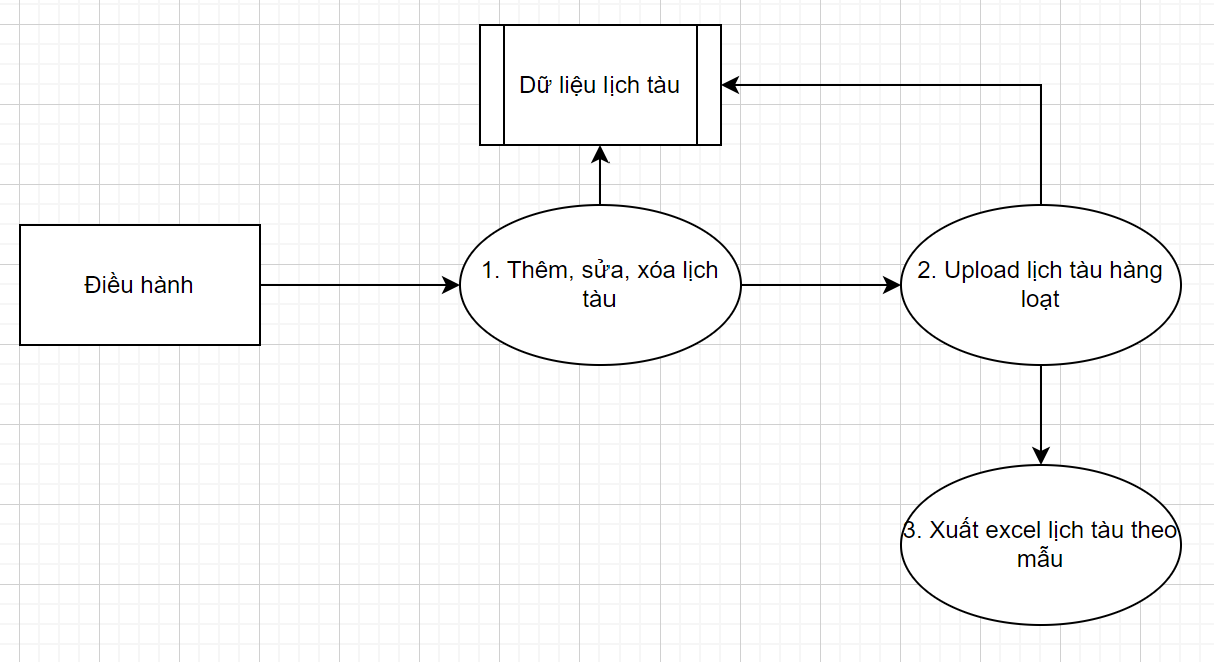 Dữ liệu lịch tàu
Điều hành
1. Thêm, sửa, xóa lịch
tàu
2. Upload lịch tàu hàng
loạt
3. Xuất excel lịch tàu theo
mẫu